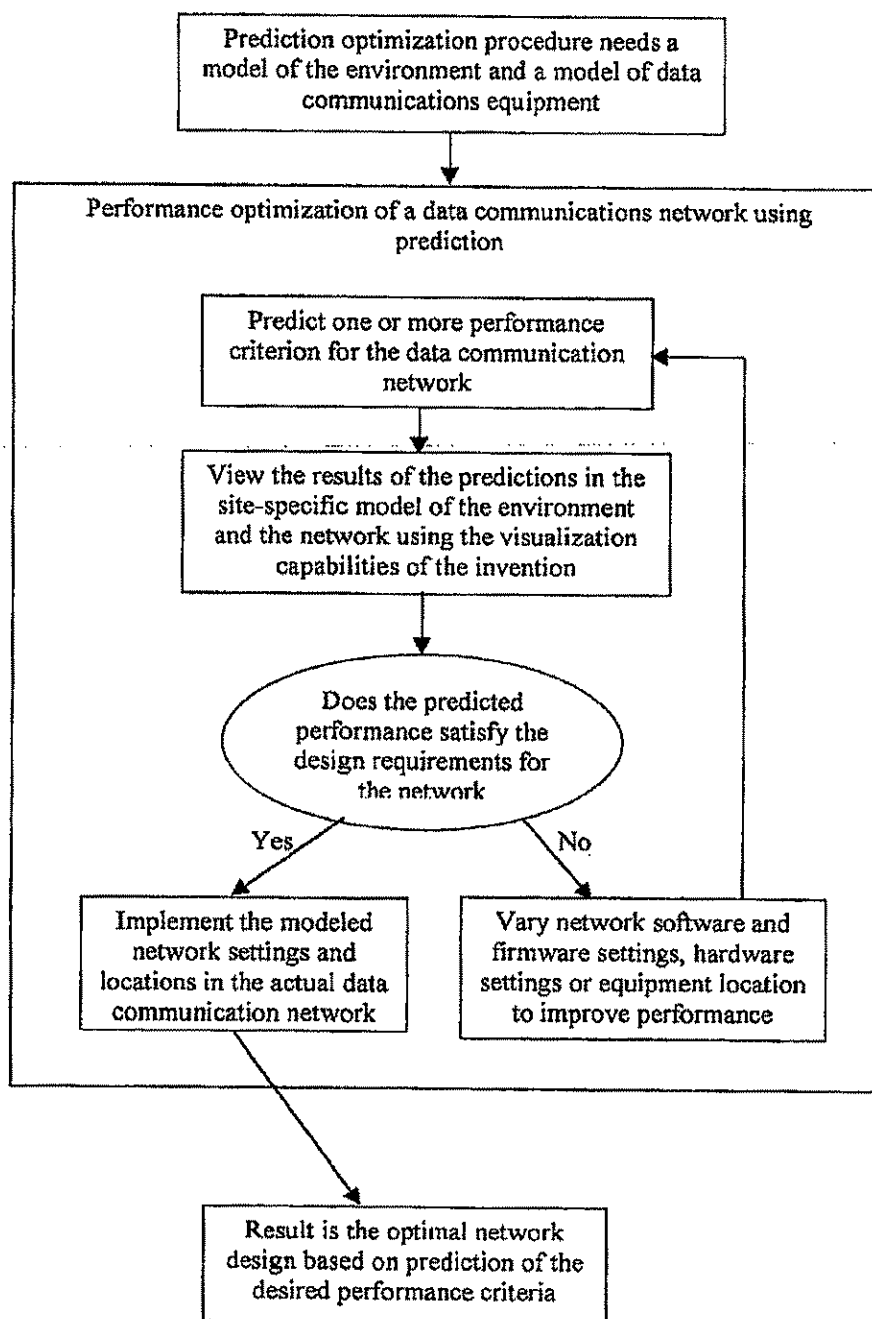 Prediction optimization procedure needs a
model of the environment and a model of data
communications equipment
Performance optimization of a data communications network using
prediction
Predict one or more performance
criterion for the data communication
network
View the results of the predictions in the
site-specific model of the environment
and the network using the visualization
capabilities of the invention
Does the predicted
performance satisfy the
design requirements for
the network
Yes
No
Implement the modeled
network settings and
locations in the actual data
communication network
Vary network software and
firmware settings, hardware
settings or equipment location
to improve performance
Result is the optimal network
design based on prediction of the
desired performance criteria